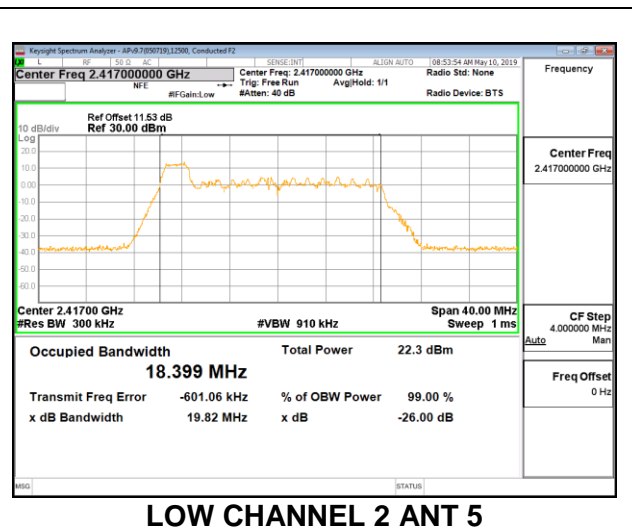 Keysight Spectrum Analyzer - APv9.7(050719),12500, Conducted F2
L RF 50 Ω AC SENSE:INT ALIGN AUTO 08:53:54 AM May 10, 2019
Center Freq 2.417000000 GHz
NFE
#IFGain:Low
Center Freq: 2.417000000 GHz
Trig: Free Run Avg|Hold: 1/1
#Atten: 40 dB
Radio Std: None
Radio Device: BTS
Frequency
Ref Offset 11.53 dB
10 dB/div Ref 30.00 dBm
Log
20.0
10.0
0.00
-10.0
-20.0
-30.0
-40.0
-50.0
-60.0
Center 2.41700 GHz Span 40.00 MHz
#Res BW 300 kHz #VBW 910 kHz Sweep 1 ms
Occupied Bandwidth Total Power 22.3 dBm
18.399 MHz
Transmit Freq Error -601.06 kHz % of OBW Power 99.00 %
x dB Bandwidth 19.82 MHz x dB -26.00 dB
Center Freq
2.417000000 GHz
CF Step
4.000000 MHz
Auto Man
Freq Offset
0 Hz
MSG STATUS
LOW CHANNEL 2 ANT 5